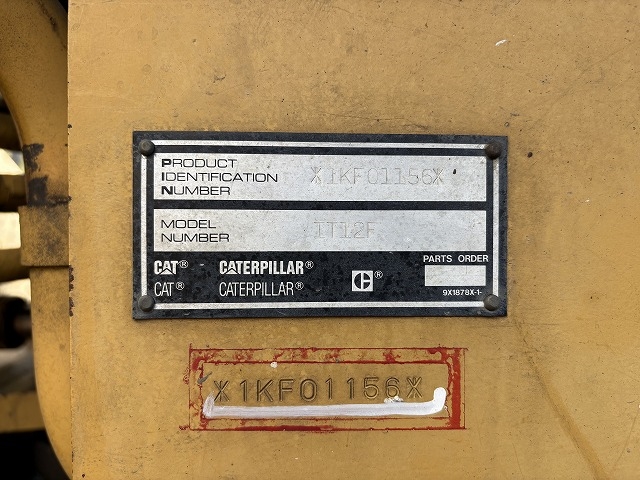 PRODUCT
IDENTIFICATION X1KF01156X
NUMBER
MODEL
NUMBER IT12F
PARTS ORDER
CAT® CATERPILLAR®
CAT® CATERPILLAR® C®
9X1878X-1-
X1KF01156X